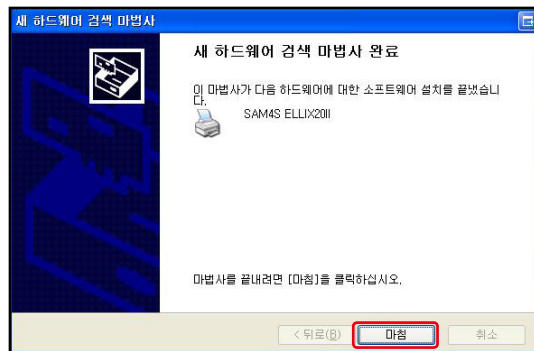 새 하드웨어 검색 마법사
새 하드웨어 검색 마법사 완료
이 마법사가 다음 하드웨어에 대한 소프트웨어 설치를 끝냈습니
다.
SAM4S ELLIX20II
마법사를 끝내려면 [마침]을 클릭하십시오.
< 뒤로(B) 마침 취소